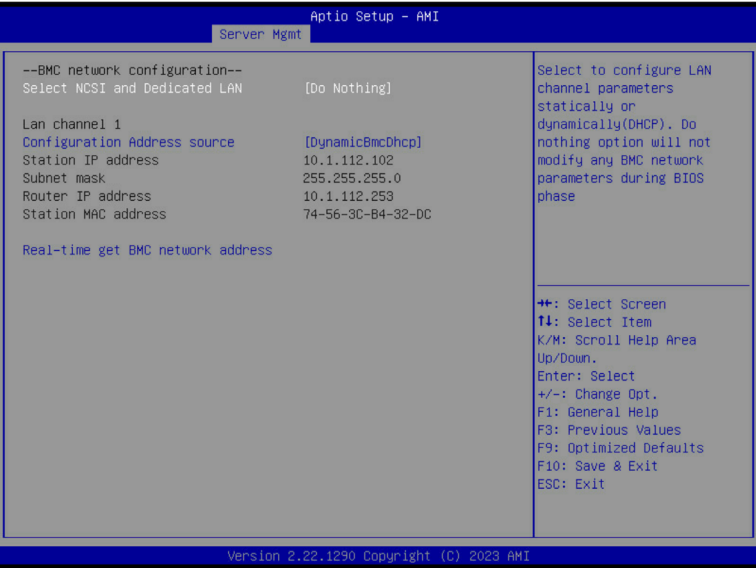 Aptio Setup - AMI
Server Mgmt
--BMC network configuration--
Select NCSI and Dedicated LAN [Do Nothing]
Lan channel 1
Configuration Address source [DynamicBmcDhcp]
Station IP address 10.1.112.102
Subnet mask 255.255.255.0
Router IP address 10.1.112.253
Station MAC address 74-56-3C-B4-32-DC
Real-time get BMC network address
Select to configure LAN
channel parameters
statically or
dynamically(DHCP). Do
nothing option will not
modify any BMC network
parameters during BIOS
phase
→←: Select Screen
↑↓: Select Item
K/M: Scroll Help Area
Up/Down.
Enter: Select
+/-: Change Opt.
F1: General Help
F3: Previous Values
F9: Optimized Defaults
F10: Save & Exit
ESC: Exit
Version 2.22.1290 Copyright (C) 2023 AMI